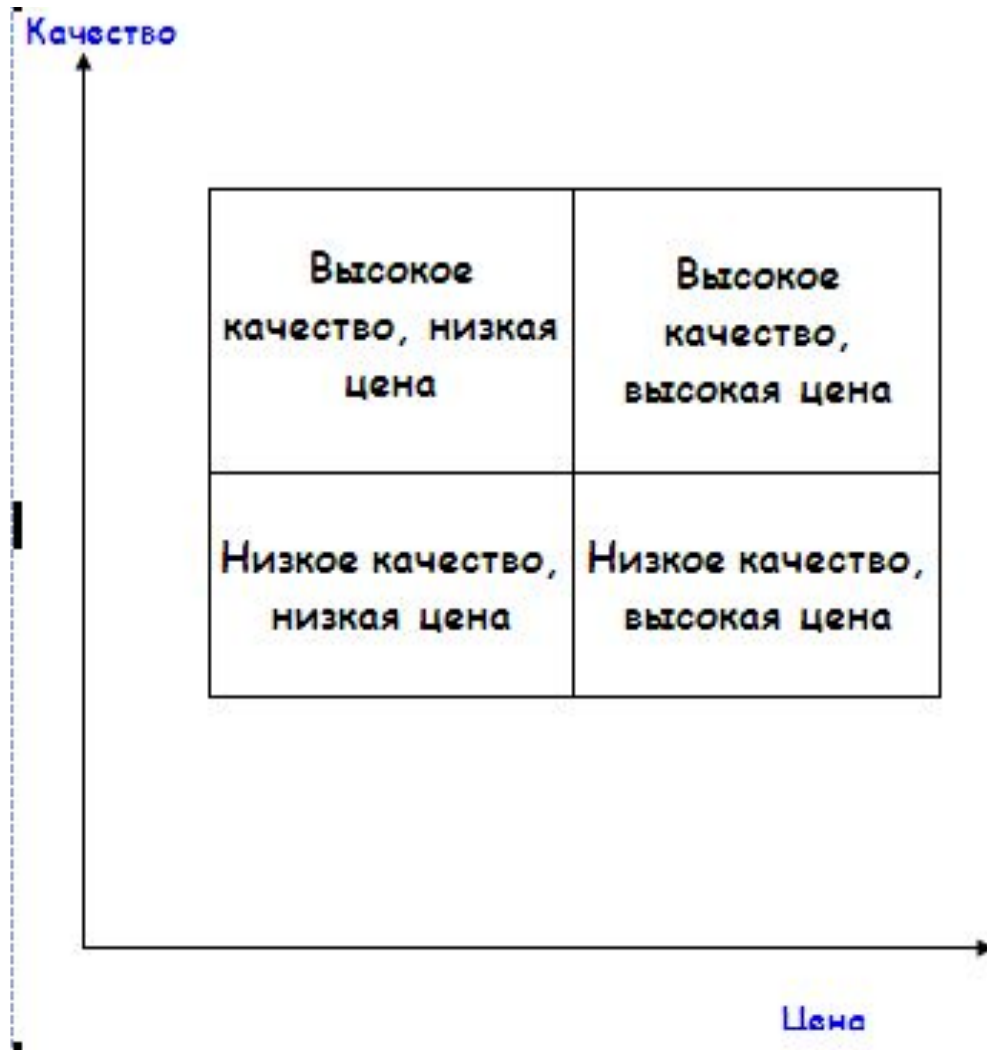 Качество
Высокое
качество, низкая
цена
Высокое
качество,
высокая цена
Низкое качество,
низкая цена
Низкое качество,
высокая цена
Цена